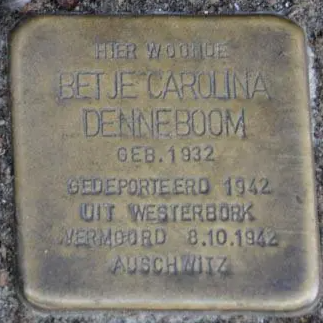 HIER WOONDE
BETJE CAROLINA
DENNEBOOM
GEB. 1932
GEDEPORTEERD 1942
UIT WESTERBORK
VERMOORD 8.10.1942
AUSCHWITZ